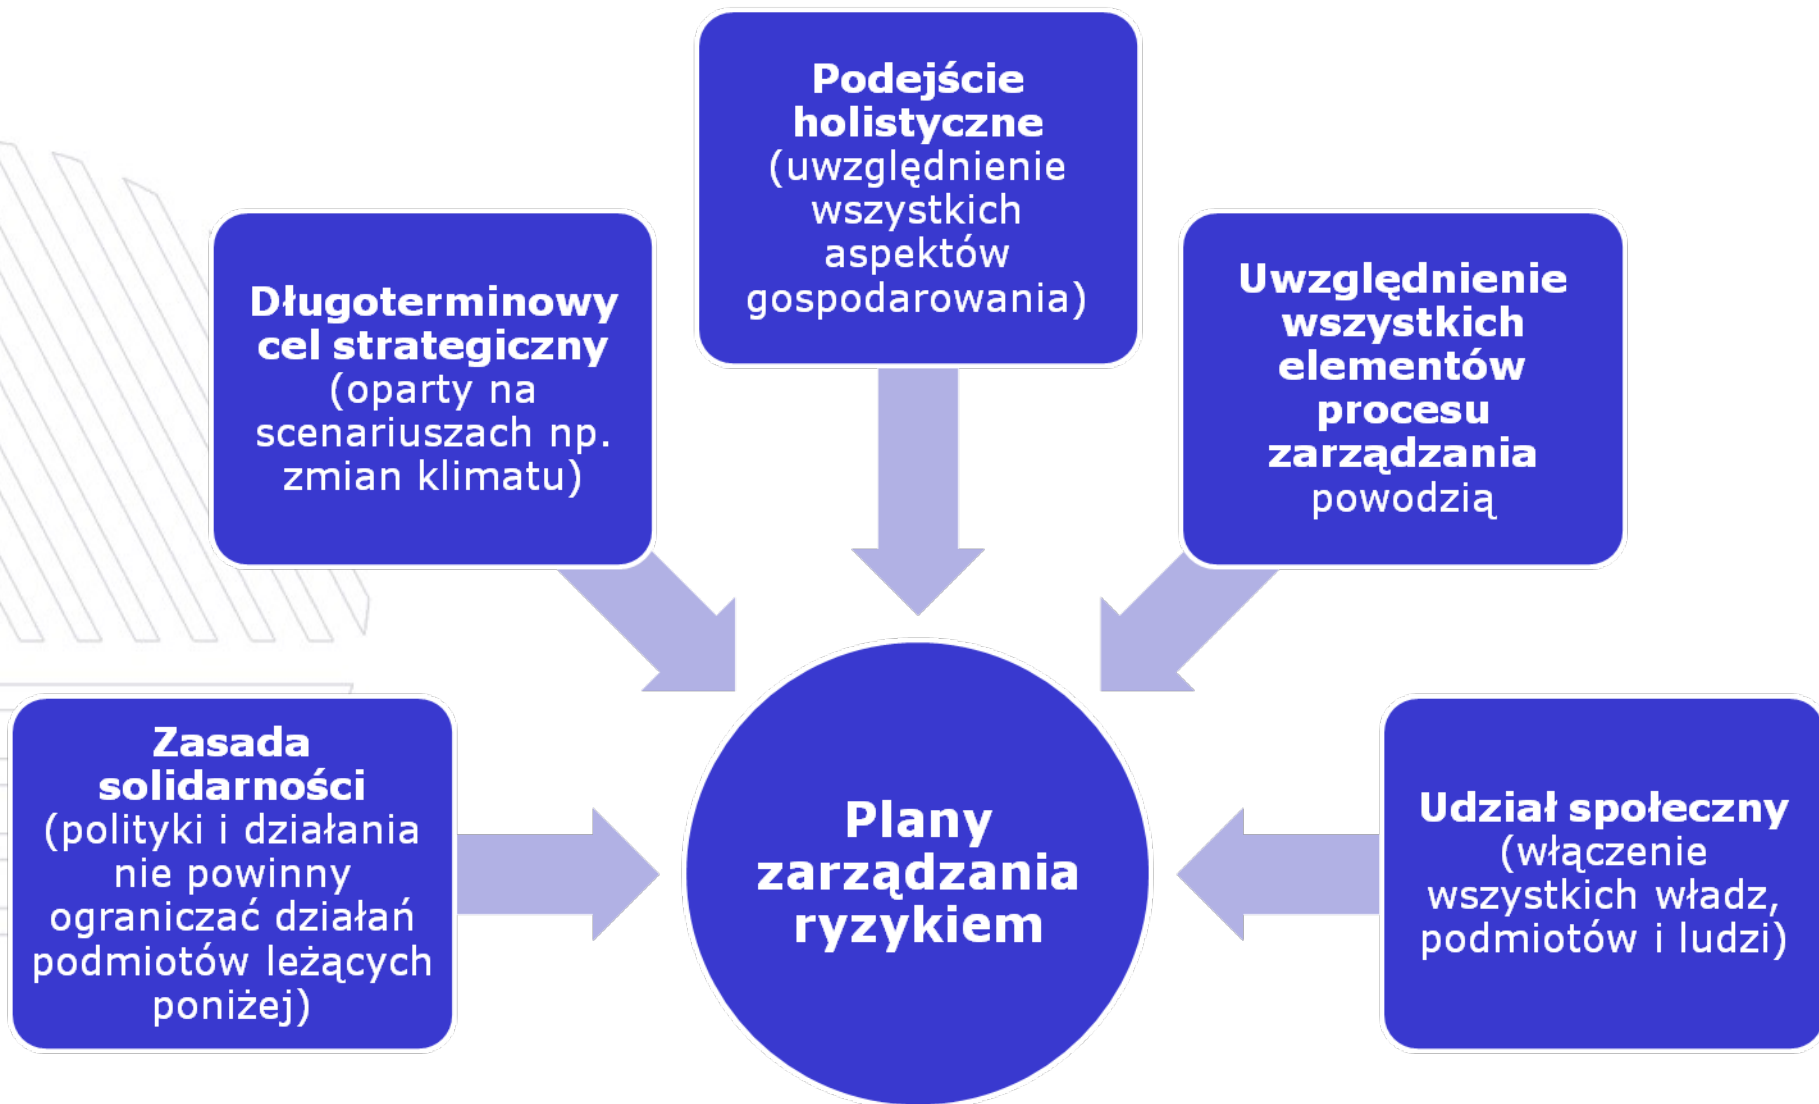 Podejście
holistyczne
(uwzględnienie
wszystkich
aspektów
gospodarowania)
Długoterminowy
cel strategiczny
(oparty na
scenariuszach np.
zmian klimatu)
Uwzględnienie
wszystkich
elementów
procesu
zarządzania
powodzią
Zasada
solidarności
(polityki i działania
nie powinny
ograniczać działań
podmiotów leżących
poniżej)
Plany
zarządzania
ryzykiem
Udział społeczny
(włączenie
wszystkich władz,
podmiotów i ludzi)